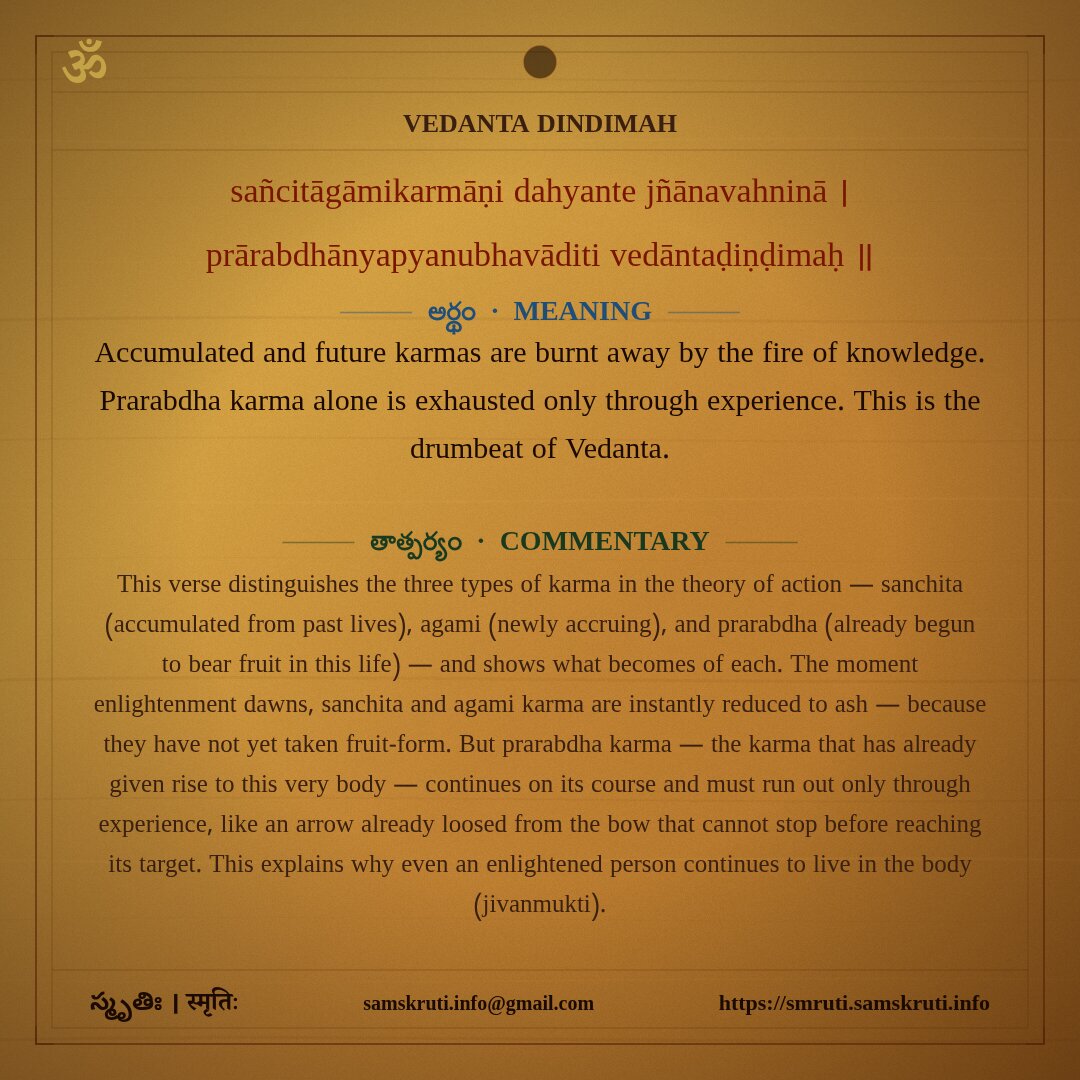 ॐ
VEDANTA DINDIMAH
sañcitāgāmikarmāṇi dahyante jñānavahninā |
prārabdhānyapyanubhavāditi vedāntaḍiṇḍimaḥ ||
అర్థం · MEANING
Accumulated and future karmas are burnt away by the fire of knowledge.
Prarabdha karma alone is exhausted only through experience. This is the
drumbeat of Vedanta.
తాత్పర్యం · COMMENTARY
This verse distinguishes the three types of karma in the theory of action — sanchita
(accumulated from past lives), agami (newly accruing), and prarabdha (already begun
to bear fruit in this life) — and shows what becomes of each. The moment
enlightenment dawns, sanchita and agami karma are instantly reduced to ash — because
they have not yet taken fruit-form. But prarabdha karma — the karma that has already
given rise to this very body — continues on its course and must run out only through
experience, like an arrow already loosed from the bow that cannot stop before reaching
its target. This explains why even an enlightened person continues to live in the body
(jivanmukti).
స్మృతిః | स्मृतिः samskruti.info@gmail.com https://smruti.samskruti.info